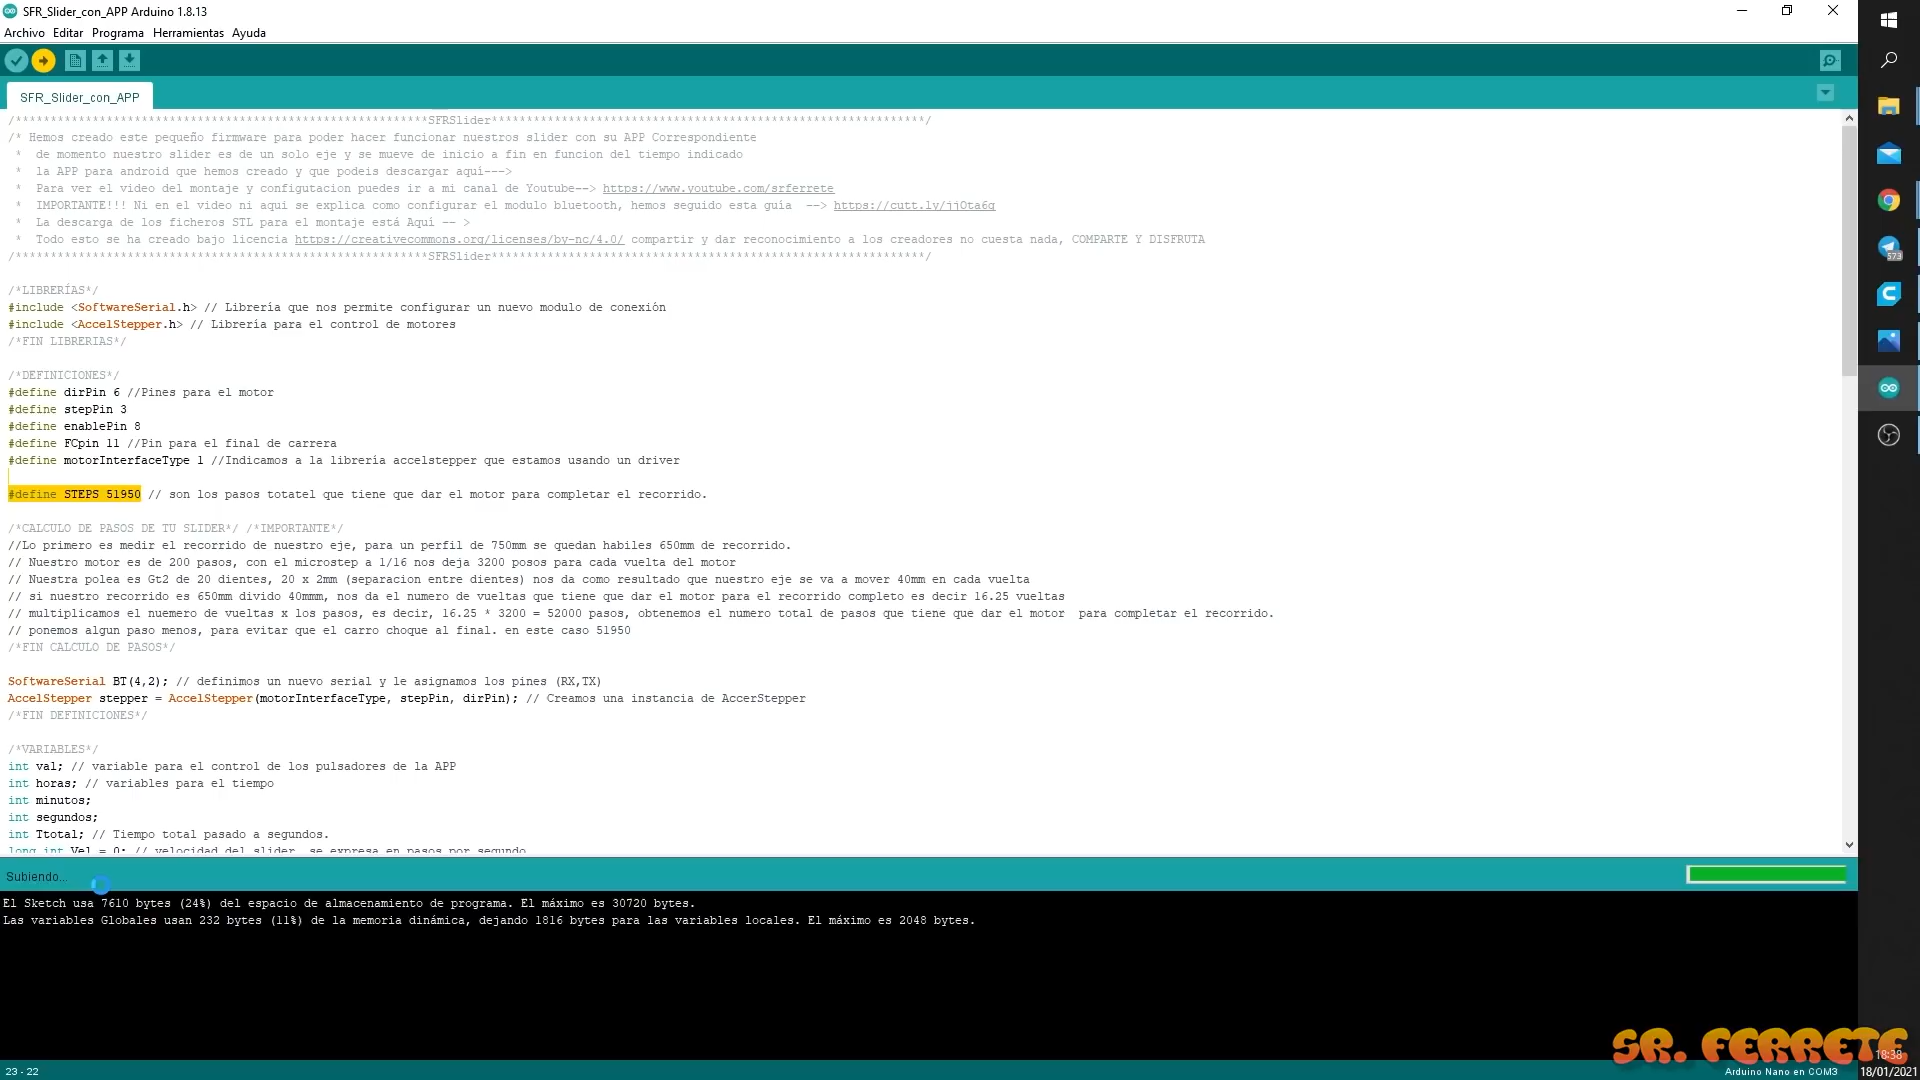 SFR_Slider_con_APP Arduino 1.8.13
Archivo Editar Programa Herramientas Ayuda
SFR_Slider_con_APP
/***********************************************************SFRSlider**************************************************************/
/* Hemos creado este pequeño firmware para poder hacer funcionar nuestros slider con su APP Correspondiente
 * de momento nuestro slider es de un solo eje y se mueve de inicio a fin en funcion del tiempo indicado
 * la APP para android que hemos creado y que podeis descargar aquí--->
 * Para ver el video del montaje y configutacion puedes ir a mi canal de Youtube--> https://www.youtube.com/srferrete
 * IMPORTANTE!!! Ni en el video ni aqui se explica como configurar el modulo bluetooth, hemos seguido esta guía --> https://cutt.ly/jjOta6q
 * La descarga de los ficheros STL para el montaje está Aquí -- >
 * Todo esto se ha creado bajo licencia https://creativecommons.org/licenses/by-nc/4.0/ compartir y dar reconocimiento a los creadores no cuesta nada, COMPARTE Y DISFRUTA
/***********************************************************SFRSlider**************************************************************/
/*LIBRERÍAS*/
#include <SoftwareSerial.h> // Librería que nos permite configurar un nuevo modulo de conexión
#include <AccelStepper.h> // Librería para el control de motores
/*FIN LIBRERIAS*/
/*DEFINICIONES*/
#define dirPin 6 //Pines para el motor
#define stepPin 3
#define enablePin 8
#define FCpin 11 //Pin para el final de carrera
#define motorInterfaceType 1 //Indicamos a la librería accelstepper que estamos usando un driver
#define STEPS 51950 // son los pasos totatel que tiene que dar el motor para completar el recorrido.
/*CALCULO DE PASOS DE TU SLIDER*/ /*IMPORTANTE*/
//Lo primero es medir el recorrido de nuestro eje, para un perfil de 750mm se quedan habiles 650mm de recorrido.
// Nuestro motor es de 200 pasos, con el microstep a 1/16 nos deja 3200 posos para cada vuelta del motor
// Nuestra polea es Gt2 de 20 dientes, 20 x 2mm (separacion entre dientes) nos da como resultado que nuestro eje se va a mover 40mm en cada vuelta
// si nuestro recorrido es 650mm divido 40mmm, nos da el numero de vueltas que tiene que dar el motor para el recorrido completo es decir 16.25 vueltas
// multiplicamos el nuemero de vueltas x los pasos, es decir, 16.25 * 3200 = 52000 pasos, obtenemos el numero total de pasos que tiene que dar el motor  para completar el recorrido.
// ponemos algun paso menos, para evitar que el carro choque al final. en este caso 51950
/*FIN CALCULO DE PASOS*/
SoftwareSerial BT(4,2); // definimos un nuevo serial y le asignamos los pines (RX,TX)
AccelStepper stepper = AccelStepper(motorInterfaceType, stepPin, dirPin); // Creamos una instancia de AccerStepper
/*FIN DEFINICIONES*/
/*VARIABLES*/
int val; // variable para el control de los pulsadores de la APP
int horas; // variables para el tiempo
int minutos;
int segundos;
int Ttotal; // Tiempo total pasado a segundos.
long int Vel = 0; // velocidad del slider, se expresa en pasos por segundo
Subiendo...
El Sketch usa 7610 bytes (24%) del espacio de almacenamiento de programa. El máximo es 30720 bytes.
Las variables Globales usan 232 bytes (11%) de la memoria dinámica, dejando 1816 bytes para las variables locales. El máximo es 2048 bytes.
23 - 22
Arduino Nano en COM3
SR. FERRETE
573
18:38
18/01/2021